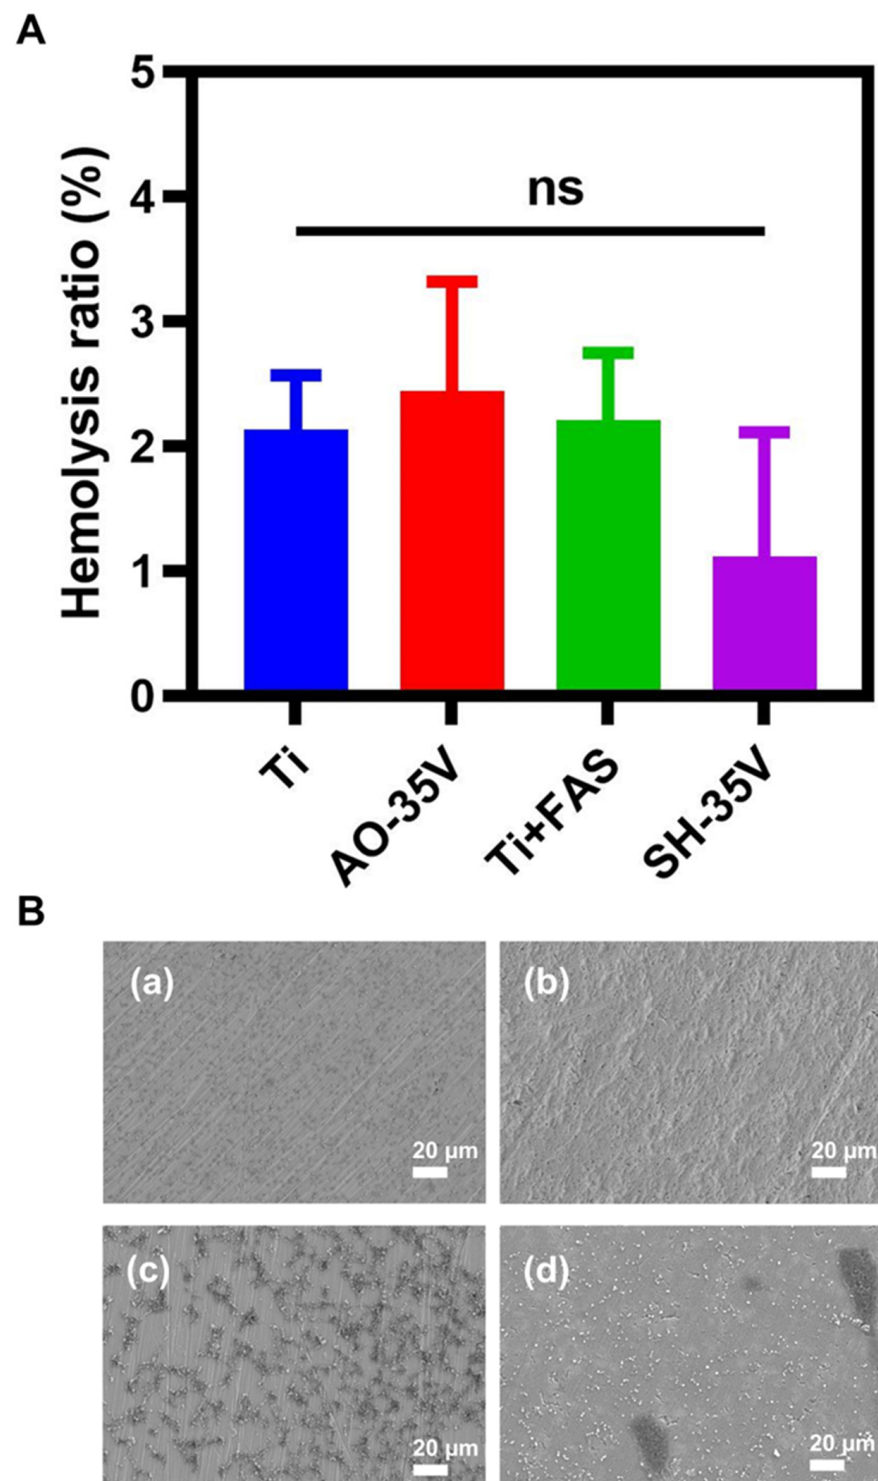 A
5
4
3
2
1
0
Hemolysis ratio (%)
ns
Ti
AO-35V
Ti+FAS
SH-35V
B
(a)
20 μm
(b)
20 μm
(c)
20 μm
(d)
20 μm